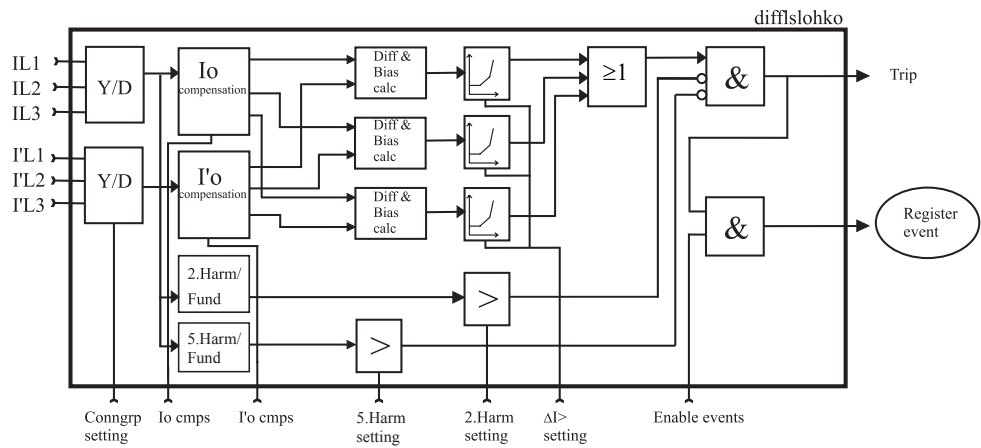 difflslohko
IL1
IL2
IL3
Y/D
Io
compensation
Diff &
Bias
calc
≥1
&
Trip
Diff &
Bias
calc
I'L1
I'L2
I'L3
Y/D
I'o
compensation
Diff &
Bias
calc
&
Register
event
2.Harm/
Fund
>
5.Harm/
Fund
>
Conngrp
setting
Io cmps
I'o cmps
5.Harm
setting
2.Harm
setting
ΔI>
setting
Enable events